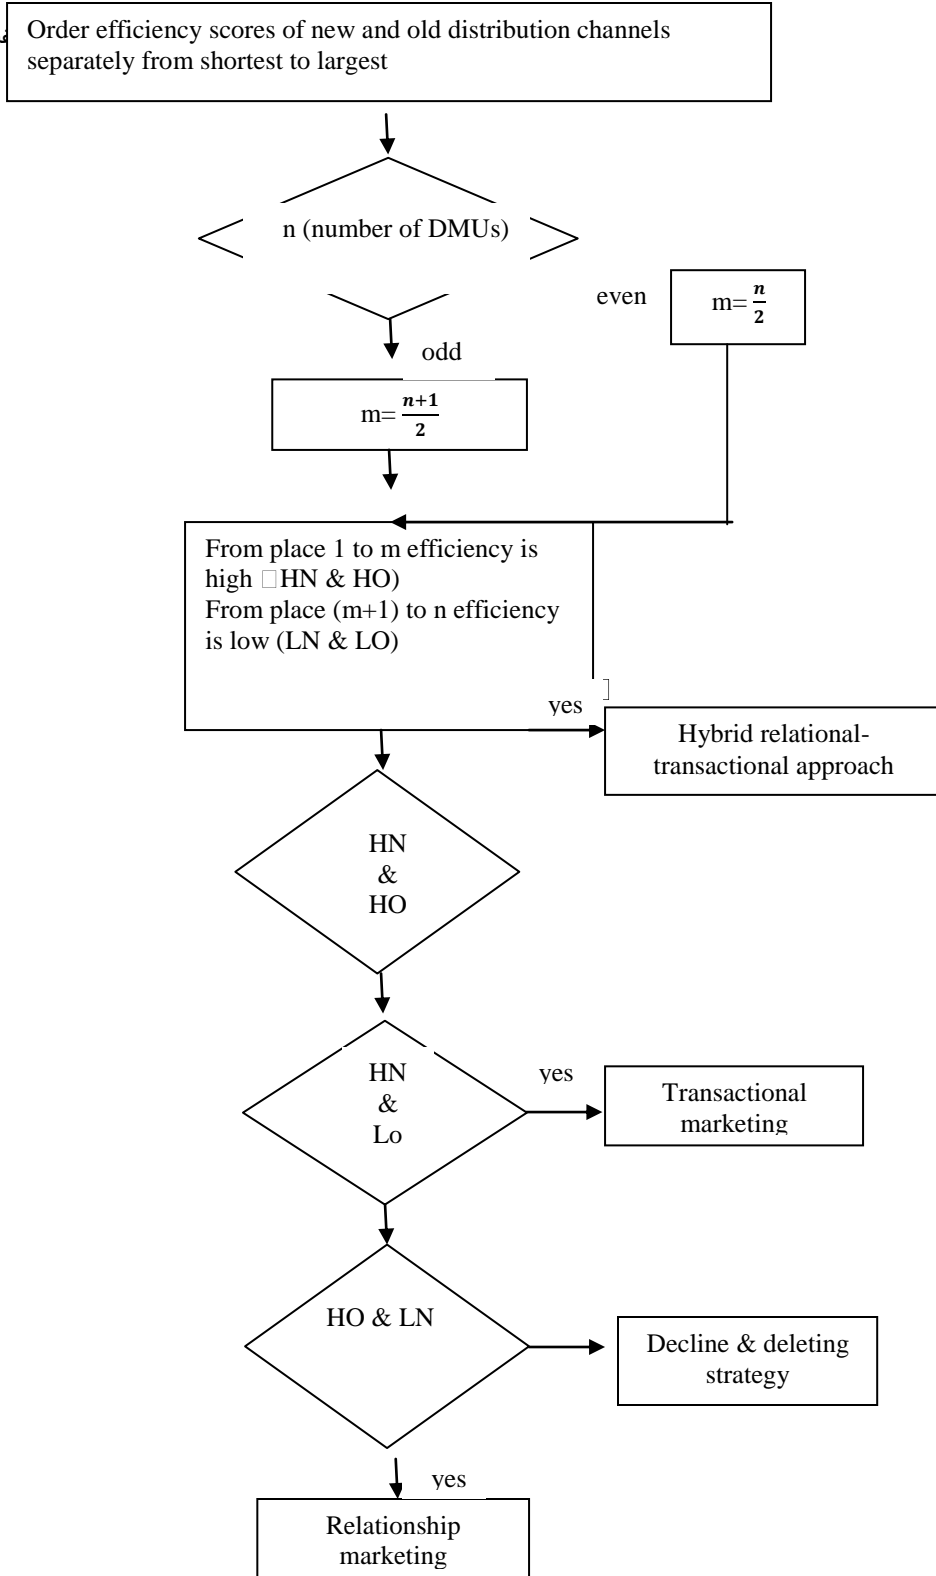 Order efficiency scores of new and old distribution channels
separately from shortest to largest
n (number of DMUs)
even
m= n/2
odd
m= n+1/2
From place 1 to m efficiency is
high □HN & HO)
From place (m+1) to n efficiency
is low (LN & LO)
yes
Hybrid relational-
transactional approach
HN
&
HO
HN
&
Lo
yes
Transactional
marketing
HO & LN
Decline & deleting
strategy
yes
Relationship
marketing